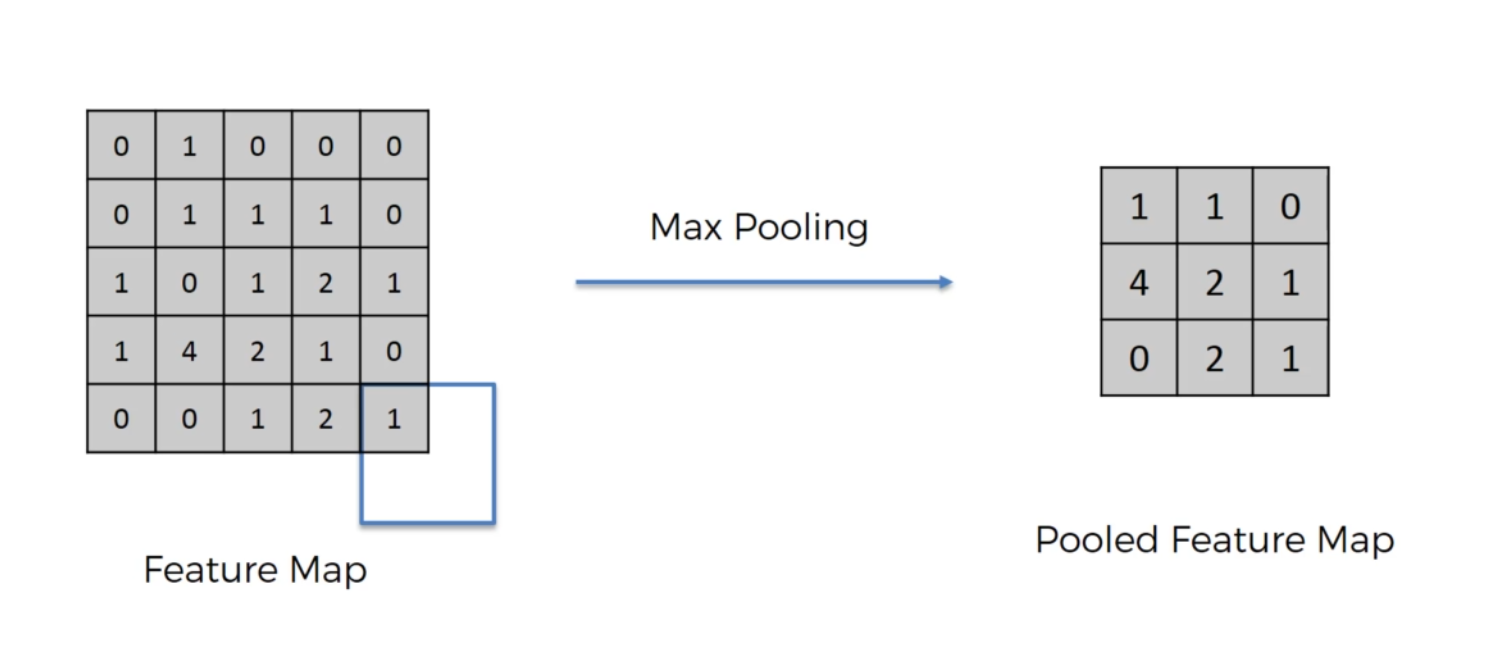 0 1 0 0 0
0 1 1 1 0
1 0 1 2 1
1 4 2 1 0
0 0 1 2 1
Feature Map
Max Pooling
1 1 0
4 2 1
0 2 1
Pooled Feature Map